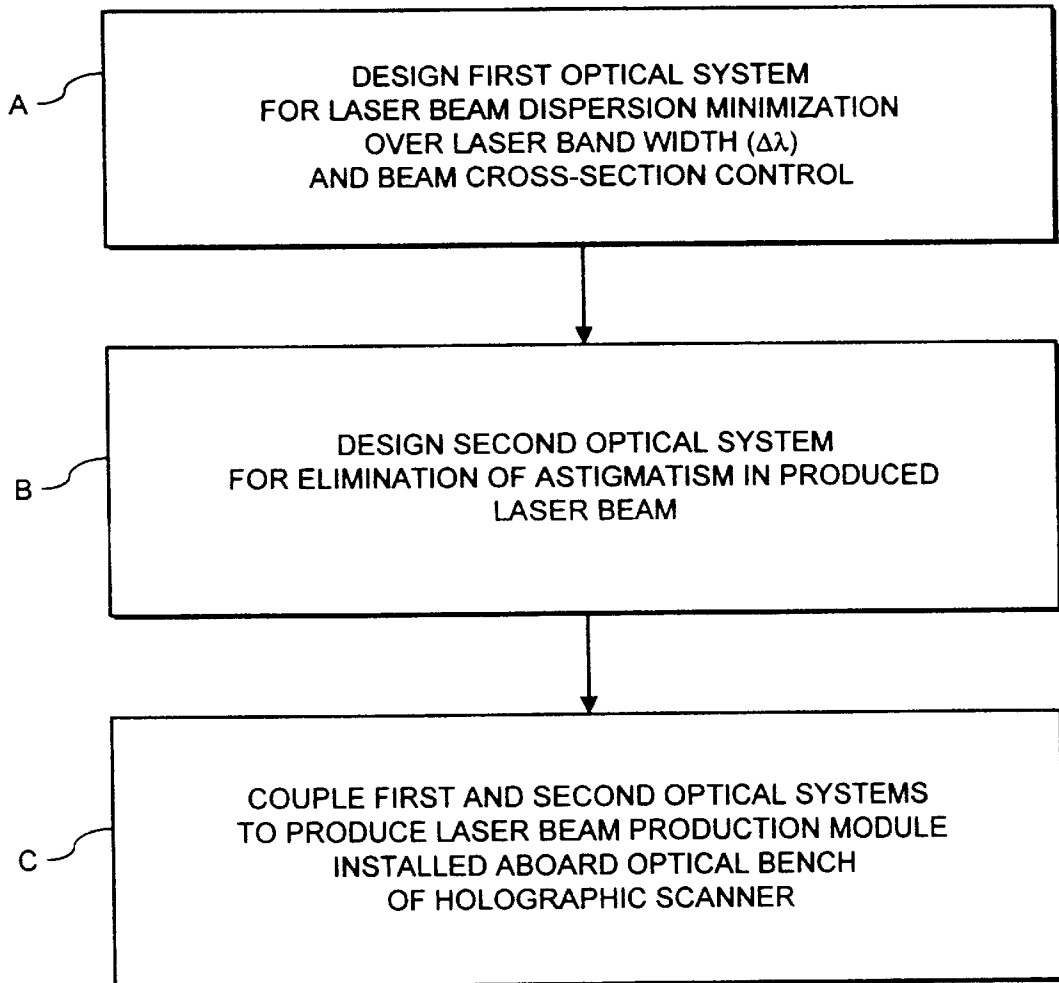 A
DESIGN FIRST OPTICAL SYSTEM
FOR LASER BEAM DISPERSION MINIMIZATION
OVER LASER BAND WIDTH (Δλ)
AND BEAM CROSS-SECTION CONTROL
B
DESIGN SECOND OPTICAL SYSTEM
FOR ELIMINATION OF ASTIGMATISM IN PRODUCED
LASER BEAM
C
COUPLE FIRST AND SECOND OPTICAL SYSTEMS
TO PRODUCE LASER BEAM PRODUCTION MODULE
INSTALLED ABOARD OPTICAL BENCH
OF HOLOGRAPHIC SCANNER